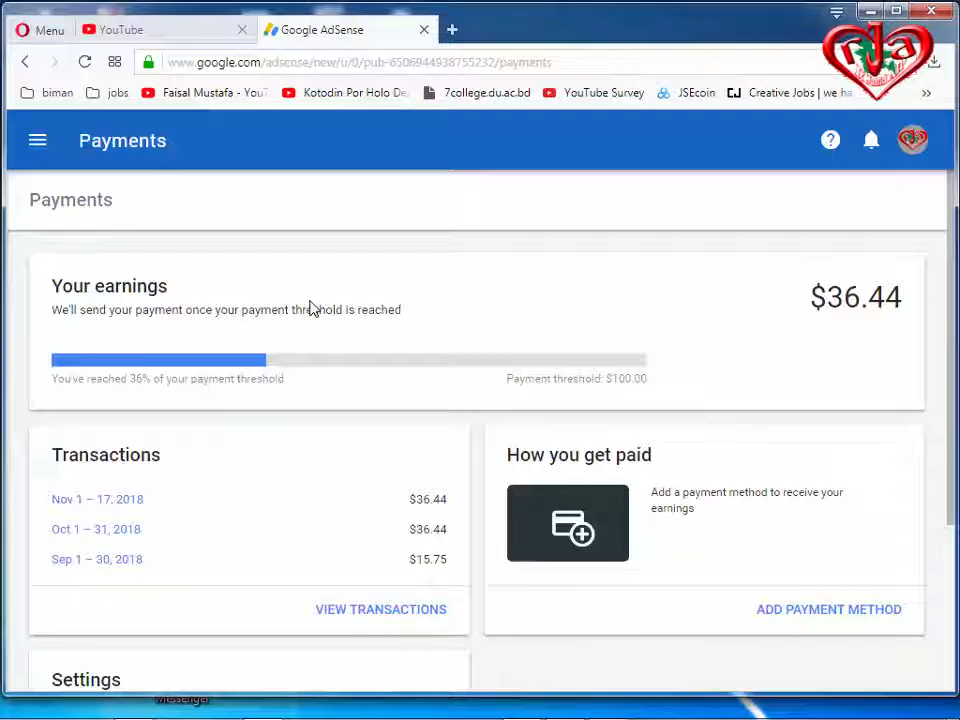 Menu
YouTube
Google AdSense
www.google.com/adsense/new/u/0/pub-6506944938755232/payments
biman
jobs
Faisal Mustafa - YouT
Kotodin Por Holo De
7college.du.ac.bd
YouTube Survey
JSEcoin
Creative Jobs | we ha
»
rja
Payments
Payments
Your earnings
We'll send your payment once your payment threshold is reached
$36.44
You've reached 36% of your payment threshold
Payment threshold: $100.00
Transactions
Nov 1 – 17, 2018 $36.44
Oct 1 – 31, 2018 $36.44
Sep 1 – 30, 2018 $15.75
VIEW TRANSACTIONS
How you get paid
Add a payment method to receive your
earnings
ADD PAYMENT METHOD
Settings
Messenger